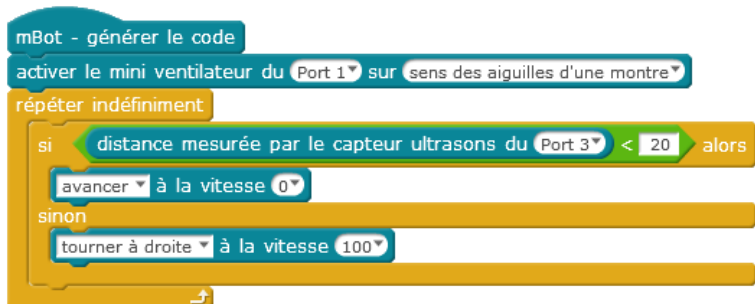 mBot - générer le code
activer le mini ventilateur du Port 1 sur sens des aiguilles d'une montre
répéter indéfiniment
si distance mesurée par le capteur ultrasons du Port 3 < 20 alors
avancer à la vitesse 0
sinon
tourner à droite à la vitesse 100